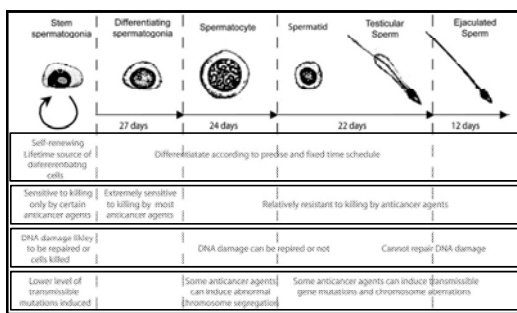 Stem
spermatogonia
Differentiating
spermatogonia
Spermatocyte
Spermatid
Testicular
Sperm
Ejaculated
Sperm
27 days
24 days
22 days
12 days
Self-renewing
Lifetime source of
differerentiating
cells
Differentatate according to precise and fixed time schedule
Sensitive to killing
only by certain
anticancer agents
Extremely sensitive
to killing by most
anticancer agents
Relatively resistant to killing by anticancer agents
DNA damage lIkley
to be repaired or
cells killed
DNA damage can be repired or not
Cannot repair DNA damage
Lower level of
transmissible
mutations induced
Some anticancer agents
can induce abnormal
chromosome segregation
Some anticancer agents can induce transmissible
gene mutations and chromosome aberrations